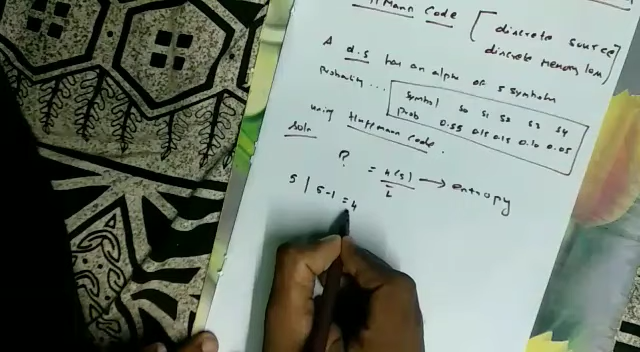 Code [ discrete source
discrete memory less ]
A d.s has an alpha of 5 symbols
Probability ...
Symbol S0 S1 S2 S3 S4
Prob 0.55 0.15 0.15 0.10 0.05
using Huffmann Code.
Soln
? = H(s) / L → entropy
5 | 5-1 = 4